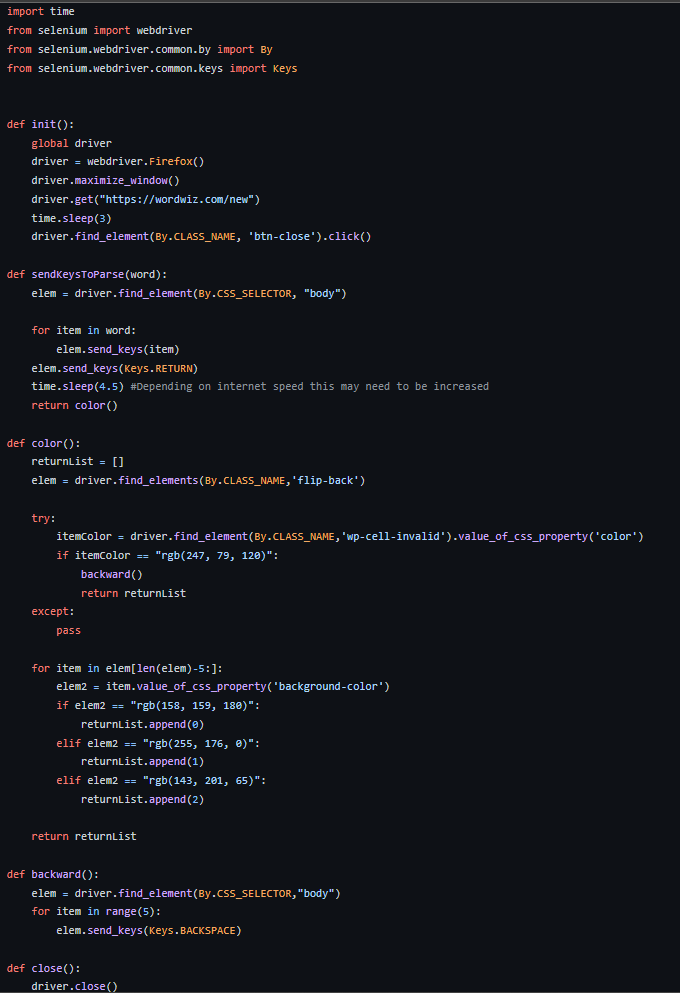 import time
from selenium import webdriver
from selenium.webdriver.common.by import By
from selenium.webdriver.common.keys import Keys


def init():
    global driver
    driver = webdriver.Firefox()
    driver.maximize_window()
    driver.get("https://wordwiz.com/new")
    time.sleep(3)
    driver.find_element(By.CLASS_NAME, 'btn-close').click()

def sendKeysToParse(word):
    elem = driver.find_element(By.CSS_SELECTOR, "body")

    for item in word:
        elem.send_keys(item)
    elem.send_keys(Keys.RETURN)
    time.sleep(4.5) #Depending on internet speed this may need to be increased
    return color()

def color():
    returnList = []
    elem = driver.find_elements(By.CLASS_NAME,'flip-back')

    try:
        itemColor = driver.find_element(By.CLASS_NAME,'wp-cell-invalid').value_of_css_property('color')
        if itemColor == "rgb(247, 79, 120)":
            backward()
            return returnList
    except:
        pass

    for item in elem[len(elem)-5:]:
        elem2 = item.value_of_css_property('background-color')
        if elem2 == "rgb(158, 159, 180)":
            returnList.append(0)
        elif elem2 == "rgb(255, 176, 0)":
            returnList.append(1)
        elif elem2 == "rgb(143, 201, 65)":
            returnList.append(2)

    return returnList

def backward():
    elem = driver.find_element(By.CSS_SELECTOR,"body")
    for item in range(5):
        elem.send_keys(Keys.BACKSPACE)

def close():
    driver.close()